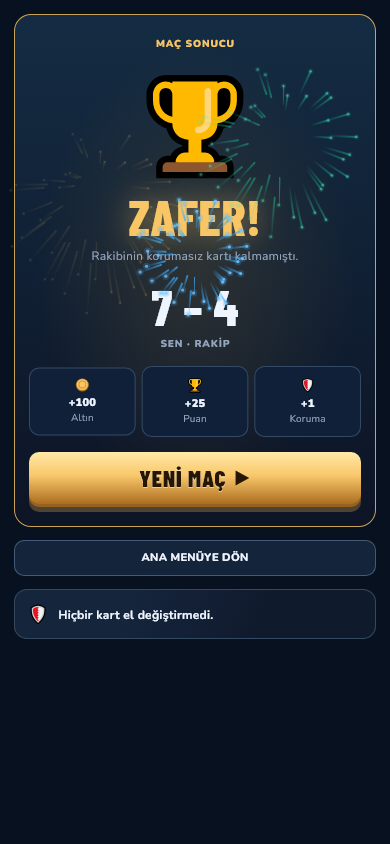 MAÇ SONUCU
ZAFER!
Rakibinin korumasız kartı kalmamıştı.
7 - 4
SEN · RAKİP
+100
Altın
+25
Puan
+1
Koruma
YENİ MAÇ ▶
ANA MENÜYE DÖN
Hiçbir kart el değiştirmedi.